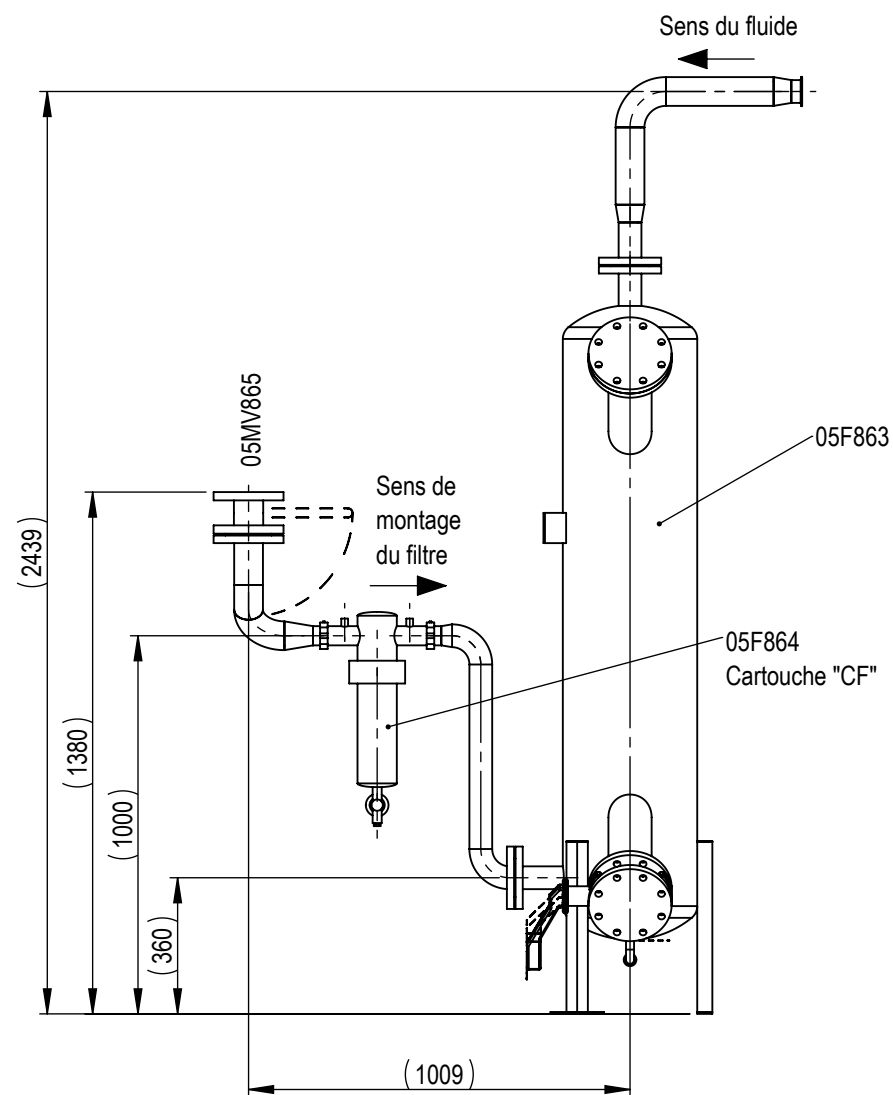 Sens du fluide
05MV865
05F863
Sens de
montage
du filtre
(2439)
05F864
Cartouche "CF"
(1380)
(1000)
(360)
(1009)